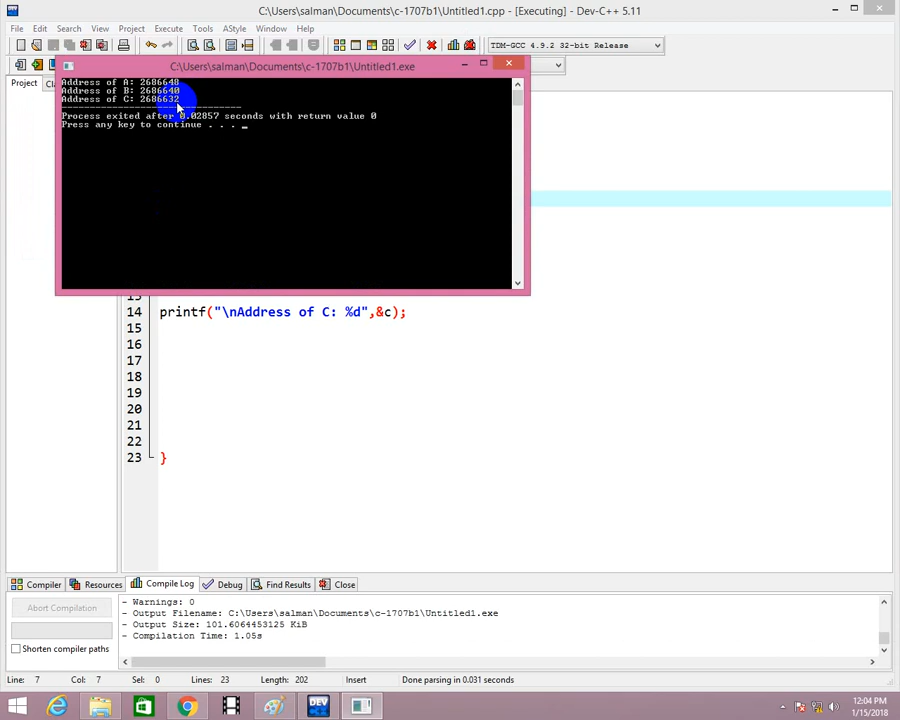 C:\Users\salman\Documents\c-1707b1\Untitled1.cpp - [Executing] - Dev-C++ 5.11
File Edit Search View Project Execute Tools AStyle Window Help
TDM-GCC 4.9.2 32-bit Release
C:\Users\salman\Documents\c-1707b1\Untitled1.exe
Project
Address of A: 2686648
Address of B: 2686640
Address of C: 2686632
--------------------------------
Process exited after 0.02857 seconds with return value 0
Press any key to continue . . . _
14 printf("\nAddress of C: %d",&c);
15
16
17
18
19
20
21
22
23 }
Compiler Resources Compile Log Debug Find Results Close
Abort Compilation
Shorten compiler paths
- Warnings: 0
- Output Filename: C:\Users\salman\Documents\c-1707b1\Untitled1.exe
- Output Size: 101.6064453125 KiB
- Compilation Time: 1.05s
Line: 7 Col: 7 Sel: 0 Lines: 23 Length: 202 Insert Done parsing in 0.031 seconds
DEV
12:04 PM
1/15/2018